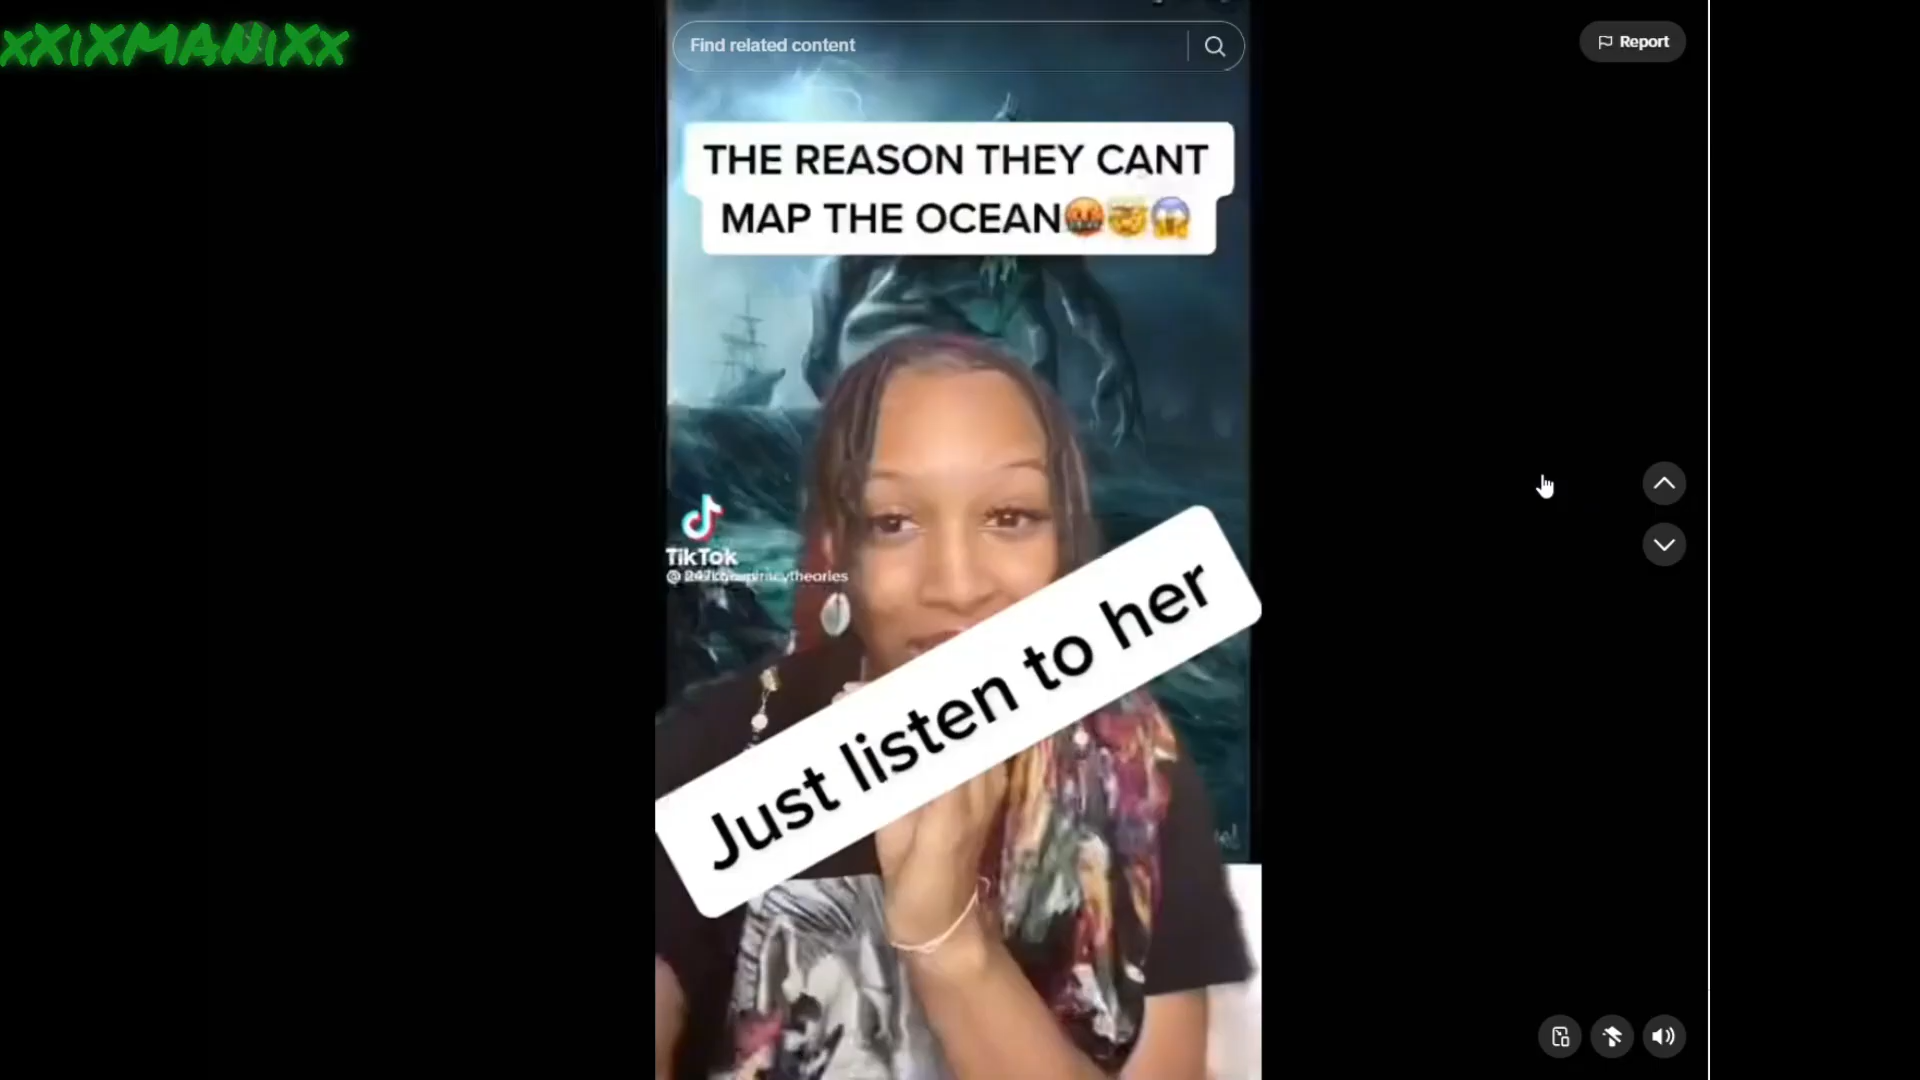 xXiXMANiXx
Find related content
Report
THE REASON THEY CANT
MAP THE OCEAN🤬🤯😱
TikTok
Just listen to her